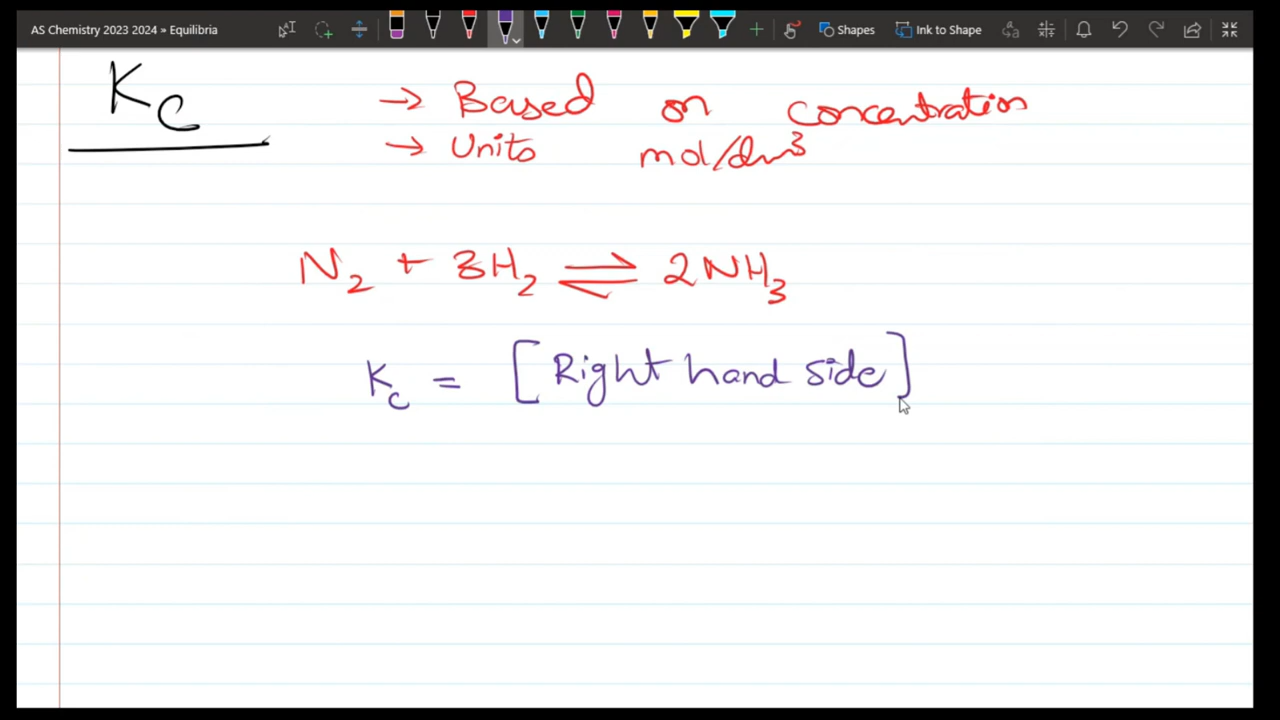 AS Chemistry 2023 2024 » Equilibria Shapes Ink to Shape
Kc → Based on concentration
→ Units mol/dm³
N₂ + 3H₂ ⇌ 2NH₃
Kc = [Right hand side]